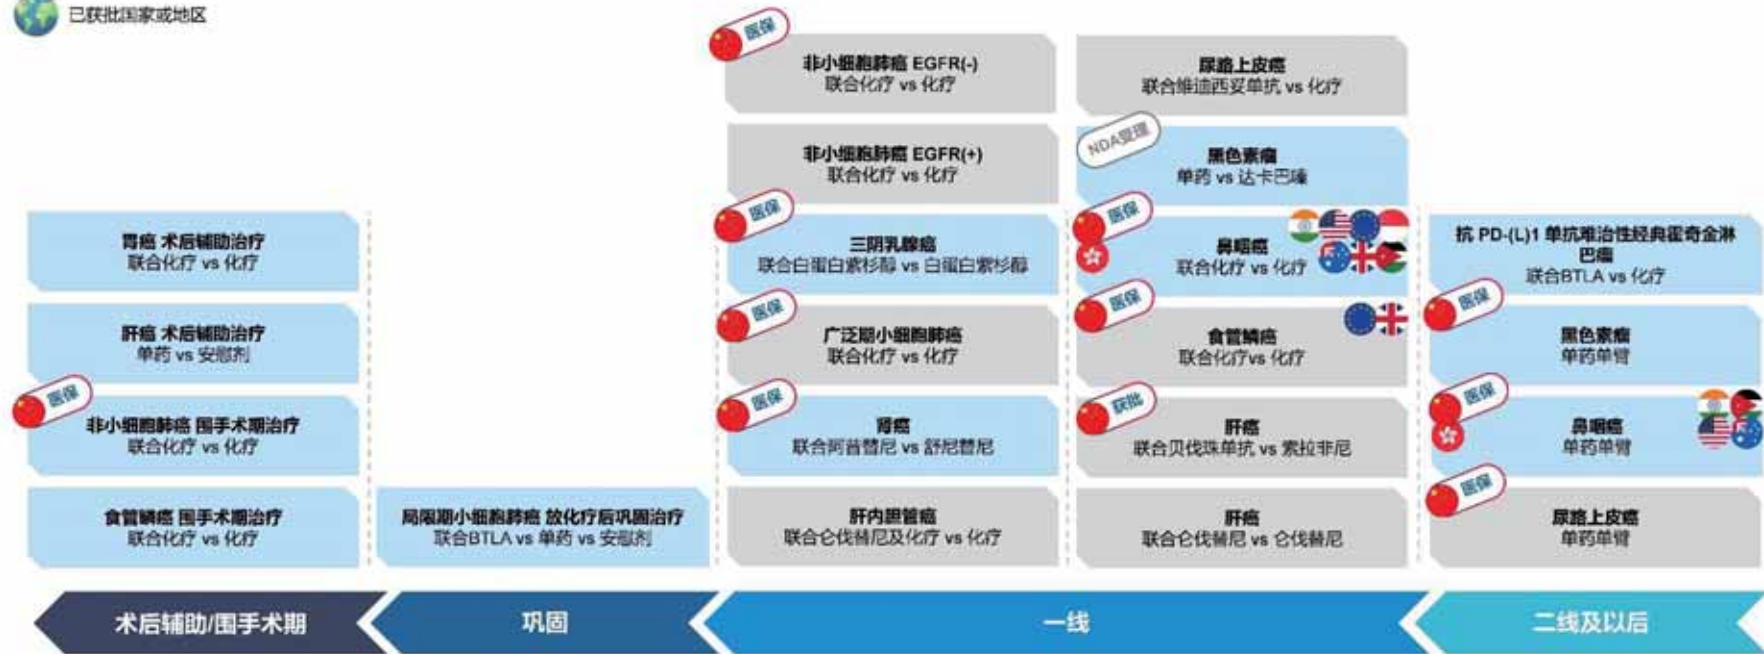 已获批国家或地区
胃癌 术后辅助治疗
联合化疗 vs 化疗
肝癌 术后辅助治疗
单药 vs 安慰剂
医保
非小细胞肺癌 围手术期治疗
联合化疗 vs 化疗
食管鳞癌 围手术期治疗
联合化疗 vs 化疗
局限期小细胞肺癌 放化疗后巩固治疗
联合BTLA vs 单药 vs 安慰剂
医保
非小细胞肺癌 EGFR(-)
联合化疗 vs 化疗
非小细胞肺癌 EGFR(+)
联合化疗 vs 化疗
医保
三阴乳腺癌
联合白蛋白紫杉醇 vs 白蛋白紫杉醇
医保
广泛期小细胞肺癌
联合化疗 vs 化疗
医保
肾癌
联合阿昔替尼 vs 舒尼替尼
肝内胆管癌
联合仑伐替尼及化疗 vs 化疗
尿路上皮癌
联合维迪西妥单抗 vs 化疗
NDA受理
黑色素瘤
单药 vs 达卡巴嗪
医保
鼻咽癌
联合化疗 vs 化疗
医保
食管鳞癌
联合化疗vs 化疗
获批
肝癌
联合贝伐珠单抗 vs 索拉非尼
肝癌
联合仑伐替尼 vs 仑伐替尼
抗 PD-(L)1 单抗难治性经典霍奇金淋
巴瘤
联合BTLA vs 化疗
医保
黑色素瘤
单药单臂
医保
鼻咽癌
单药单臂
医保
尿路上皮癌
单药单臂
术后辅助/围手术期
巩固
一线
二线及以后